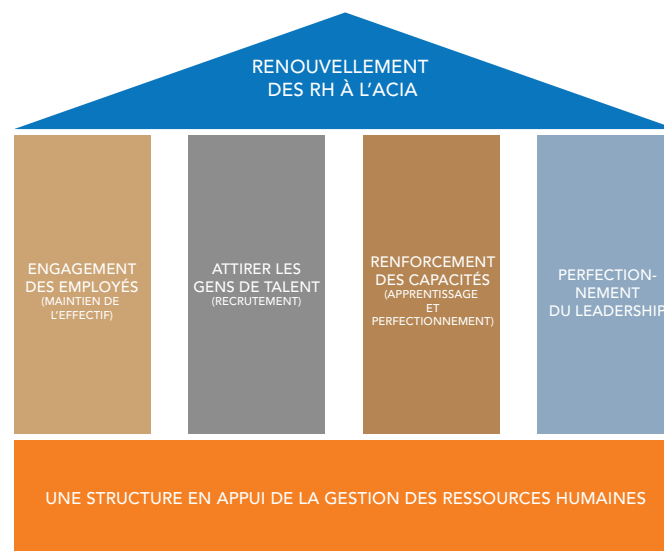 RENOUVELLEMENT
DES RH À L'ACIA
ENGAGEMENT
DES EMPLOYÉS
(MAINTIEN DE
L'EFFECTIF)
ATTIRER LES
GENS DE TALENT
(RECRUTEMENT)
RENFORCEMENT
DES CAPACITÉS
(APPRENTISSAGE
ET
PERFECTIONNEMENT)
PERFECTION-
NEMENT
DU LEADERSHIP
UNE STRUCTURE EN APPUI DE LA GESTION DES RESSOURCES HUMAINES